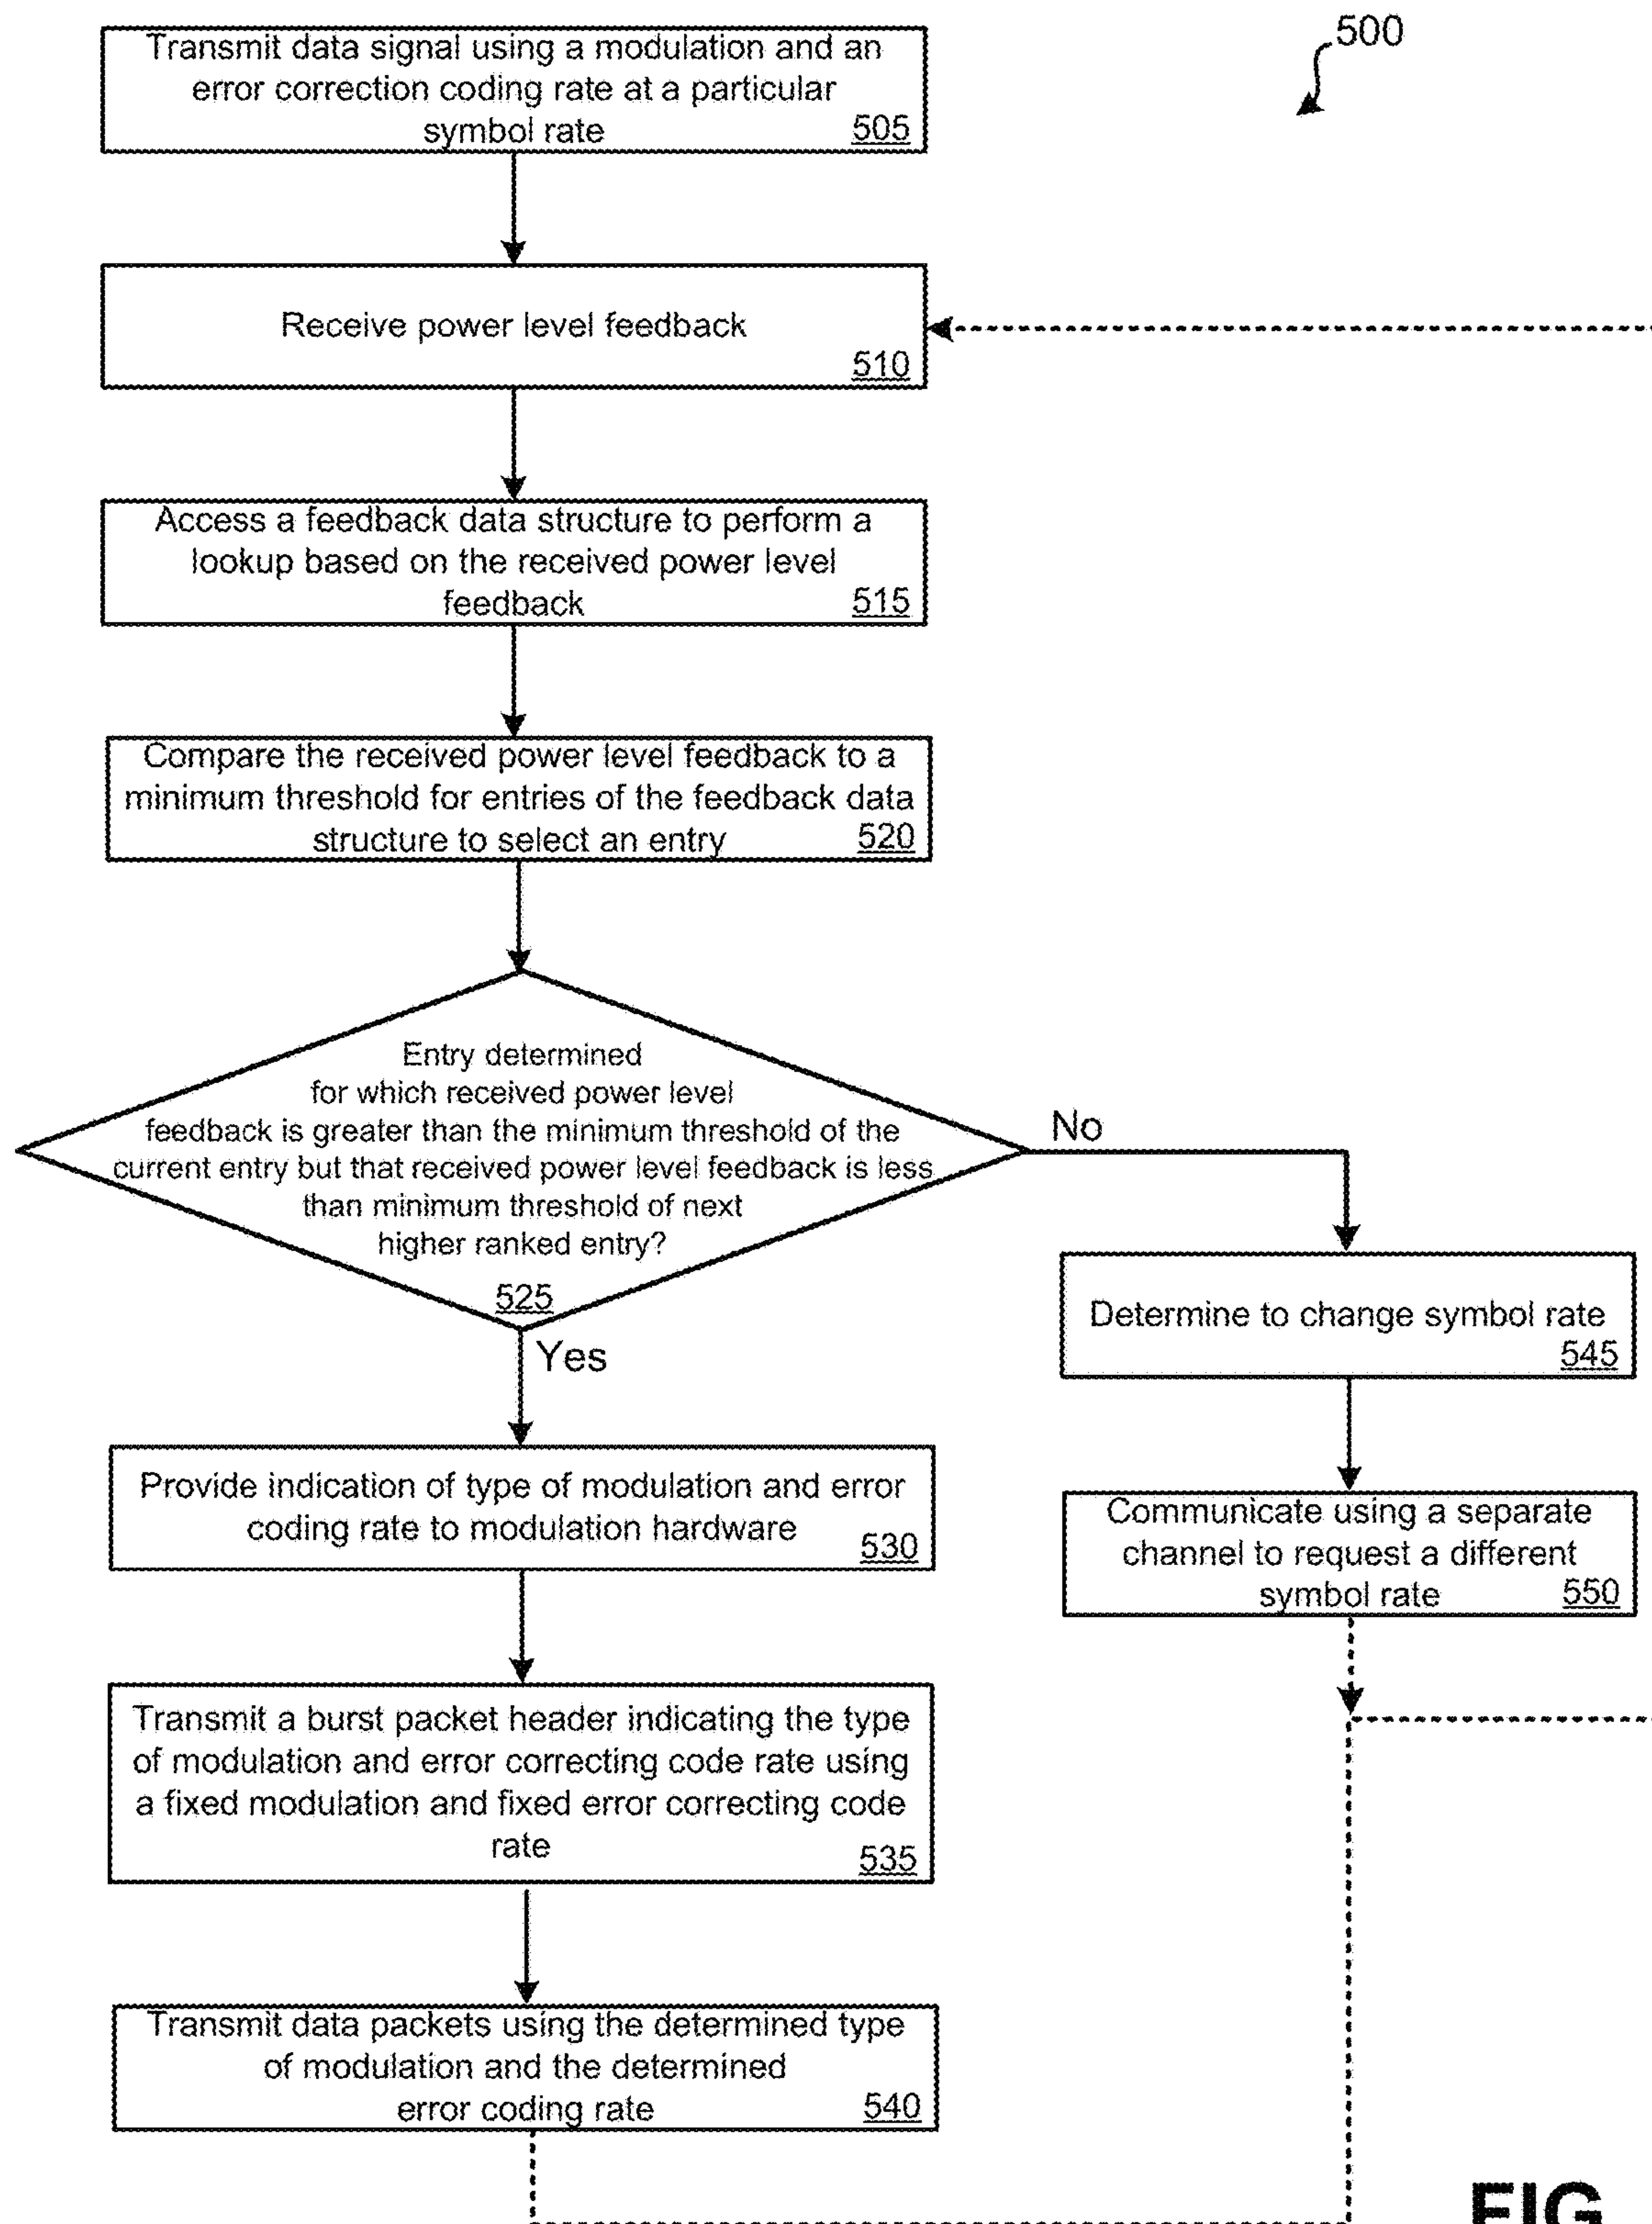 500
Transmit data signal using a modulation and an
error correction coding rate at a particular
symbol rate
505
Receive power level feedback
510
Access a feedback data structure to perform a
lookup based on the received power level
feedback
515
Compare the received power level feedback to a
minimum threshold for entries of the feedback data
structure to select an entry
520
Entry determined
for which received power level
feedback is greater than the minimum threshold of the
current entry but that received power level feedback is less
than minimum threshold of next
higher ranked entry?
525
No
Yes
Determine to change symbol rate
545
Communicate using a separate
channel to request a different
symbol rate
550
Provide indication of type of modulation and error
coding rate to modulation hardware
530
Transmit a burst packet header indicating the type
of modulation and error correcting code rate using
a fixed modulation and fixed error correcting code
rate
535
Transmit data packets using the determined type
of modulation and the determined
error coding rate
540
FIG